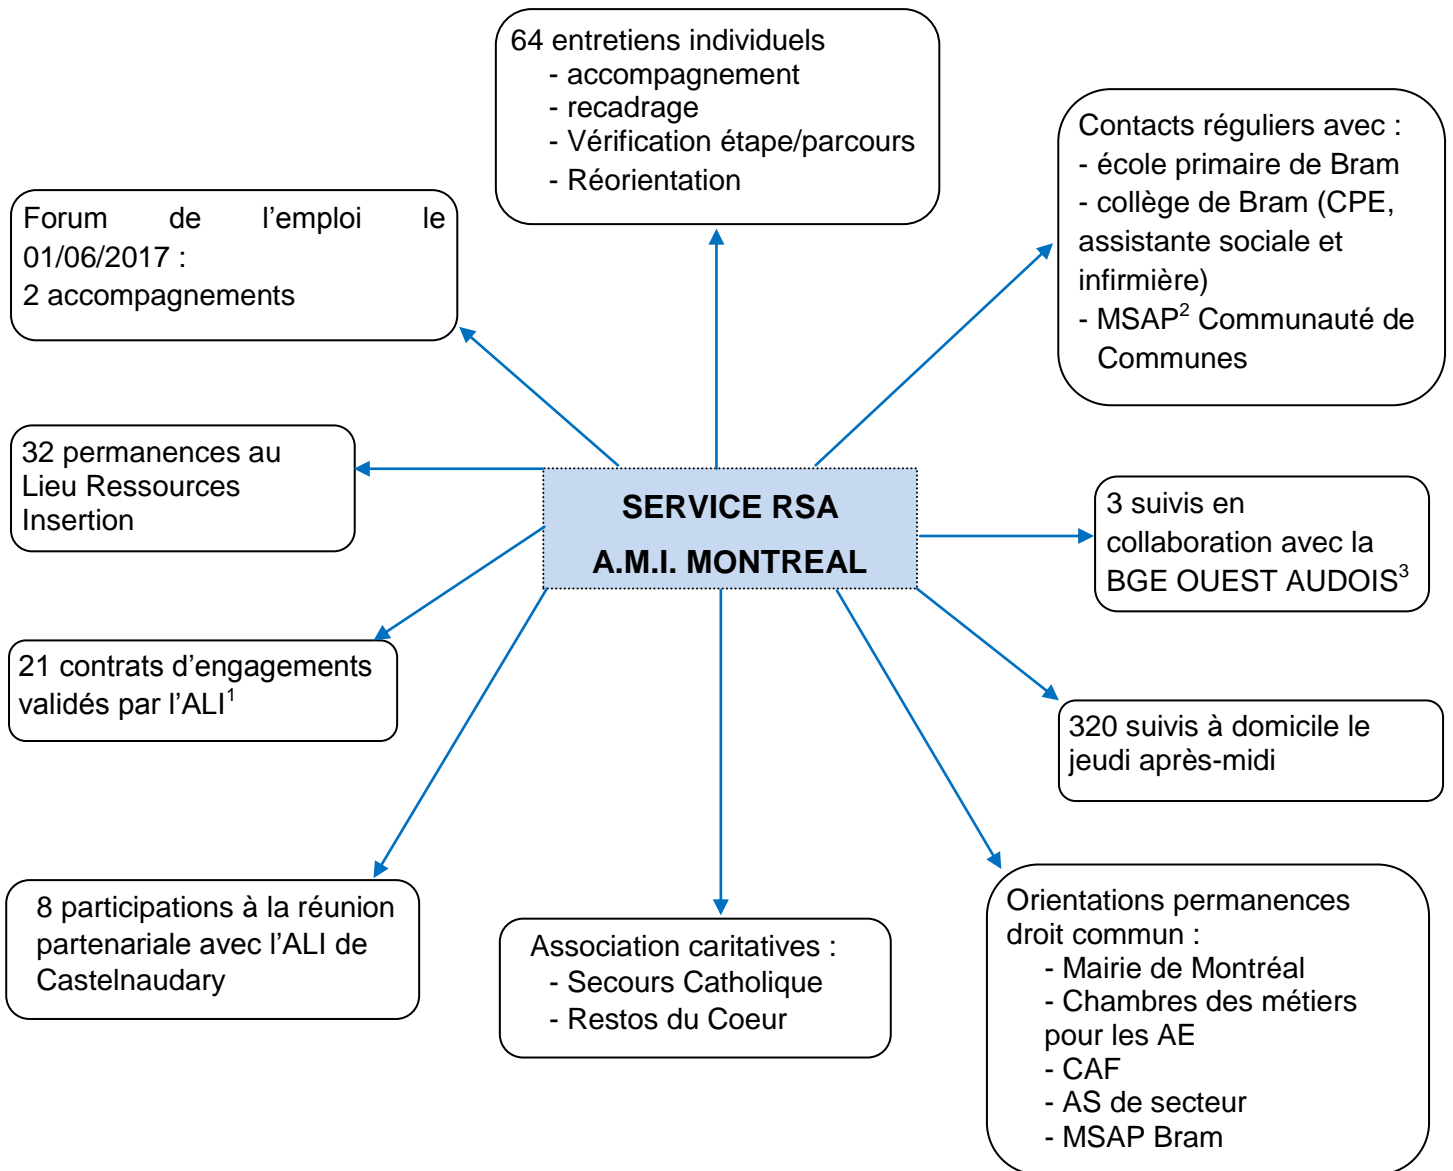 64 entretiens individuels
- accompagnement
- recadrage
- Vérification étape/parcours
- Réorientation
Contacts réguliers avec :
- école primaire de Bram
- collège de Bram (CPE,
assistante sociale et
infirmière)
- MSAP² Communauté de
Communes
Forum de l’emploi le
01/06/2017 :
2 accompagnements
32 permanences au
Lieu Ressources
Insertion
SERVICE RSA
A.M.I. MONTREAL
3 suivis en
collaboration avec la
BGE OUEST AUDOIS³
21 contrats d’engagements
validés par l’ALI¹
320 suivis à domicile le
jeudi après-midi
8 participations à la réunion
partenariale avec l’ALI de
Castelnaudary
Association caritatives :
- Secours Catholique
- Restos du Coeur
Orientations permanences
droit commun :
- Mairie de Montréal
- Chambres des métiers
pour les AE
- CAF
- AS de secteur
- MSAP Bram